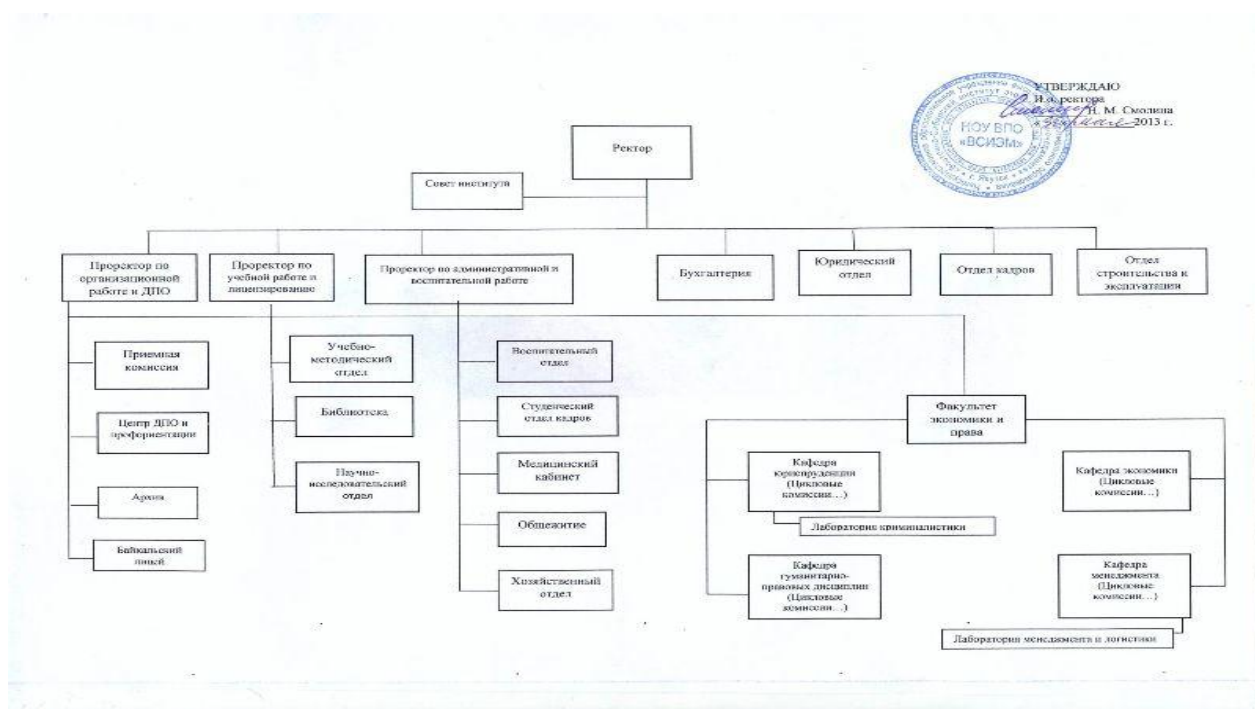 УТВЕРЖДАЮ
И.о. ректора
Н. М. Смолина
2013 г.
НОУ ВПО
«ВСИЭМ»
г. Якутск
Ректор
Совет института
Проректор по
организационной
работе и ДПО
Проректор по
учебной работе и
лицензированию
Проректор по административной и
воспитательной работе
Бухгалтерия
Юридический
отдел
Отдел кадров
Отдел
строительства и
эксплуатации
Приемная
комиссия
Центр ДПО и
профориентации
Архив
Байкальский
лицей
Учебно-
методический
отдел
Библиотека
Научно-
исследовательский
отдел
Воспитательный
отдел
Студенческий
отдел кадров
Медицинский
кабинет
Общежитие
Хозяйственный
отдел
Факультет
экономики и
права
Кафедра
юриспруденции
(Цикловые
комиссии...)
Лаборатория криминалистики
Кафедра экономики
(Цикловые
комиссии...)
Кафедра
гуманитарно-
правовых дисциплин
(Цикловые
комиссии...)
Кафедра
менеджмента
(Цикловые
комиссии...)
Лаборатория менеджмента и логистики